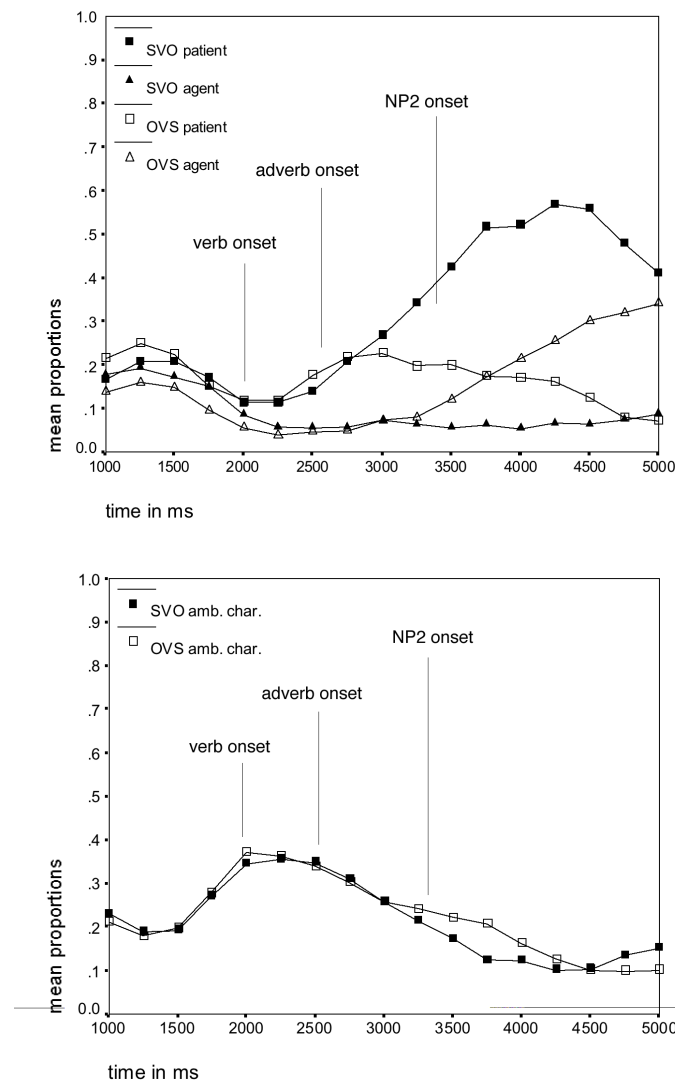 1.0
.9
.8
.7
.6
.5
.4
.3
.2
.1
0.0
mean proportions
SVO patient
SVO agent
OVS patient
OVS agent
verb onset
adverb onset
NP2 onset
1000 1500 2000 2500 3000 3500 4000 4500 5000
time in ms
1.0
.9
.8
.7
.6
.5
.4
.3
.2
.1
0.0
mean proportions
SVO amb. char.
OVS amb. char.
verb onset
adverb onset
NP2 onset
1000 1500 2000 2500 3000 3500 4000 4500 5000
time in ms